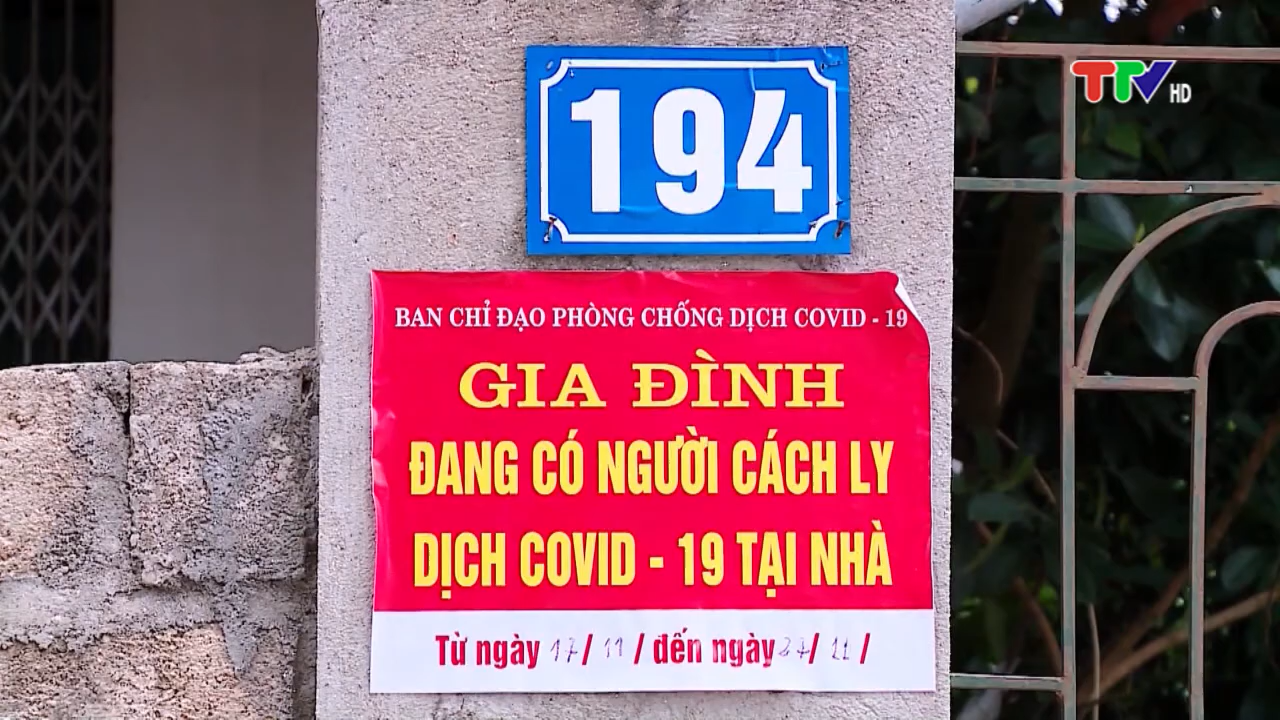 194
TTV HD
BAN CHỈ ĐẠO PHÒNG CHỐNG DỊCH COVID - 19
GIA ĐÌNH
ĐANG CÓ NGƯỜI CÁCH LY
DỊCH COVID - 19 TẠI NHÀ
Từ ngày 17/ 11 / đến ngày 27/ 11 /